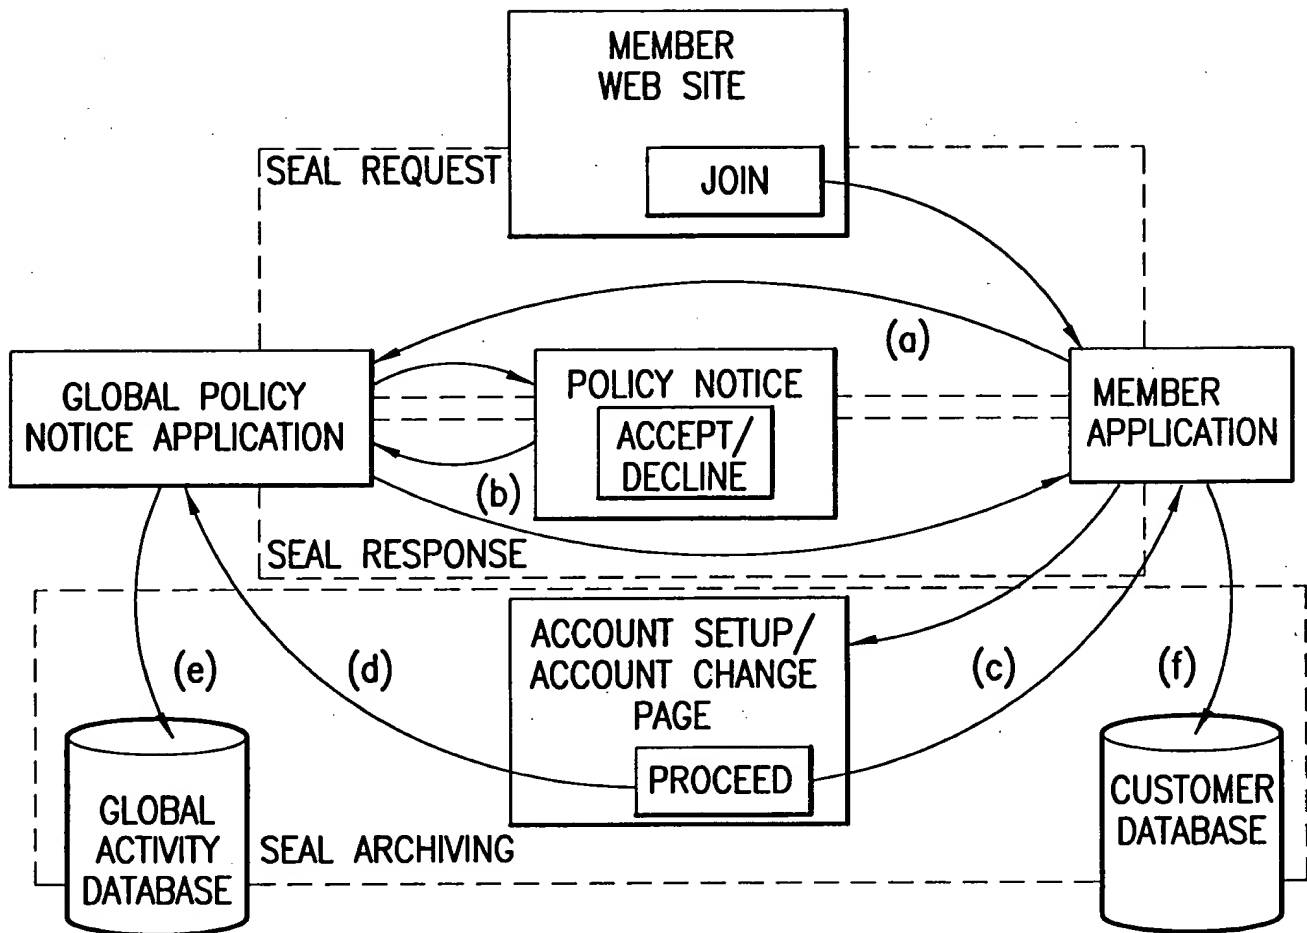 MEMBER
WEB SITE
JOIN
SEAL REQUEST
(a)
GLOBAL POLICY
NOTICE APPLICATION
POLICY NOTICE
ACCEPT/
DECLINE
MEMBER
APPLICATION
(b)
SEAL RESPONSE
ACCOUNT SETUP/
ACCOUNT CHANGE
PAGE
PROCEED
(e)
(d)
(c)
(f)
GLOBAL
ACTIVITY
DATABASE
SEAL ARCHIVING
CUSTOMER
DATABASE